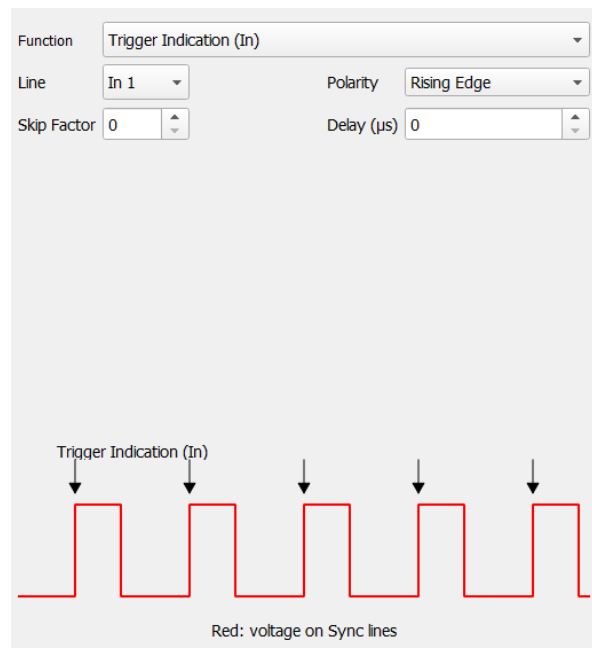 Function Trigger Indication (In)
Line In 1 Polarity Rising Edge
Skip Factor 0 Delay (µs) 0
Trigger Indication (In)
Red: voltage on Sync lines